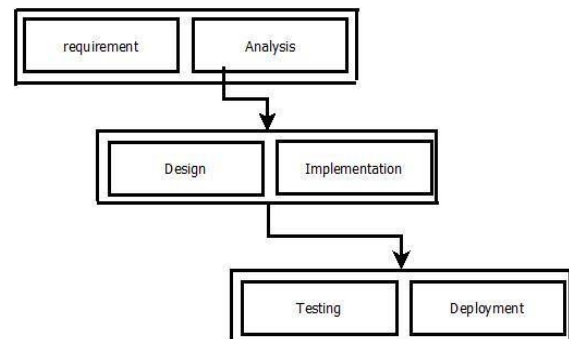 requirement
Analysis
Design
Implementation
Testing
Deployment